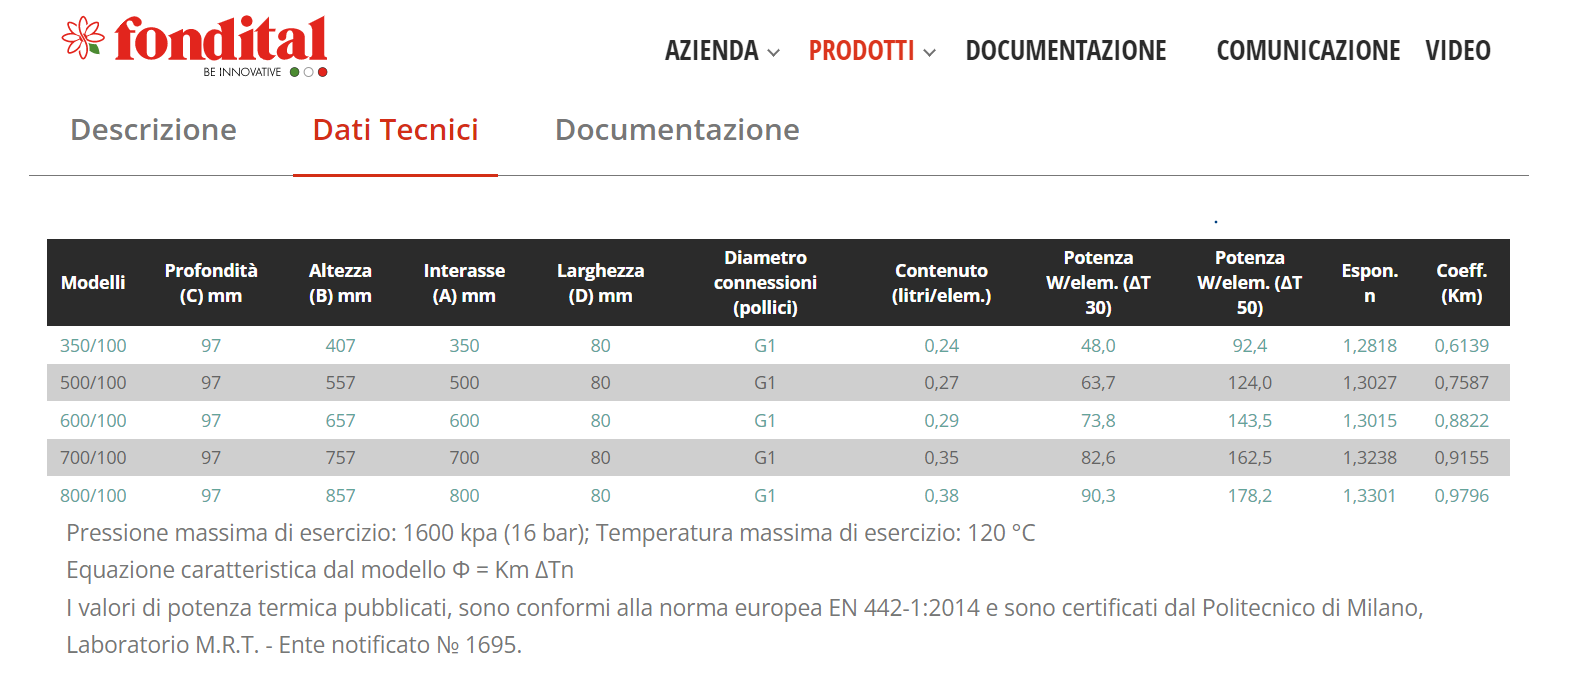 fondital
BE INNOVATIVE
AZIENDA PRODOTTI DOCUMENTAZIONE COMUNICAZIONE VIDEO
Descrizione Dati Tecnici Documentazione
Modelli Profondità (C) mm Altezza (B) mm Interasse (A) mm Larghezza (D) mm Diametro connessioni (pollici) Contenuto (litri/elem.) Potenza W/elem. (ΔT 30) Potenza W/elem. (ΔT 50) Espon. n Coeff. (Km)
350/100 97 407 350 80 G1 0,24 48,0 92,4 1,2818 0,6139
500/100 97 557 500 80 G1 0,27 63,7 124,0 1,3027 0,7587
600/100 97 657 600 80 G1 0,29 73,8 143,5 1,3015 0,8822
700/100 97 757 700 80 G1 0,35 82,6 162,5 1,3238 0,9155
800/100 97 857 800 80 G1 0,38 90,3 178,2 1,3301 0,9796
Pressione massima di esercizio: 1600 kpa (16 bar); Temperatura massima di esercizio: 120 °C
Equazione caratteristica dal modello Φ = Km ΔTn
I valori di potenza termica pubblicati, sono conformi alla norma europea EN 442-1:2014 e sono certificati dal Politecnico di Milano,
Laboratorio M.R.T. - Ente notificato № 1695.